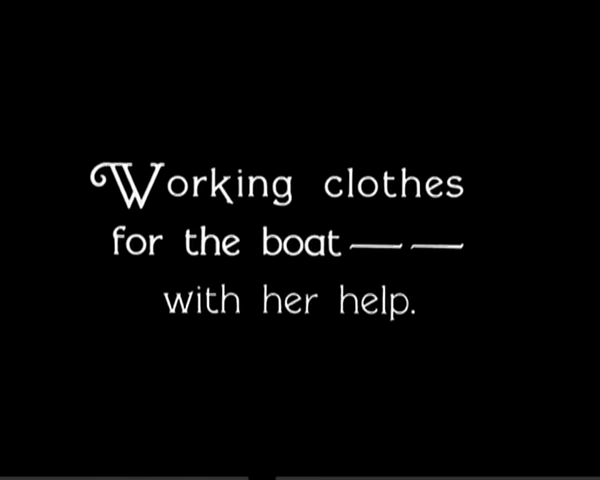 Working clothes
for the boat — —
with her help.